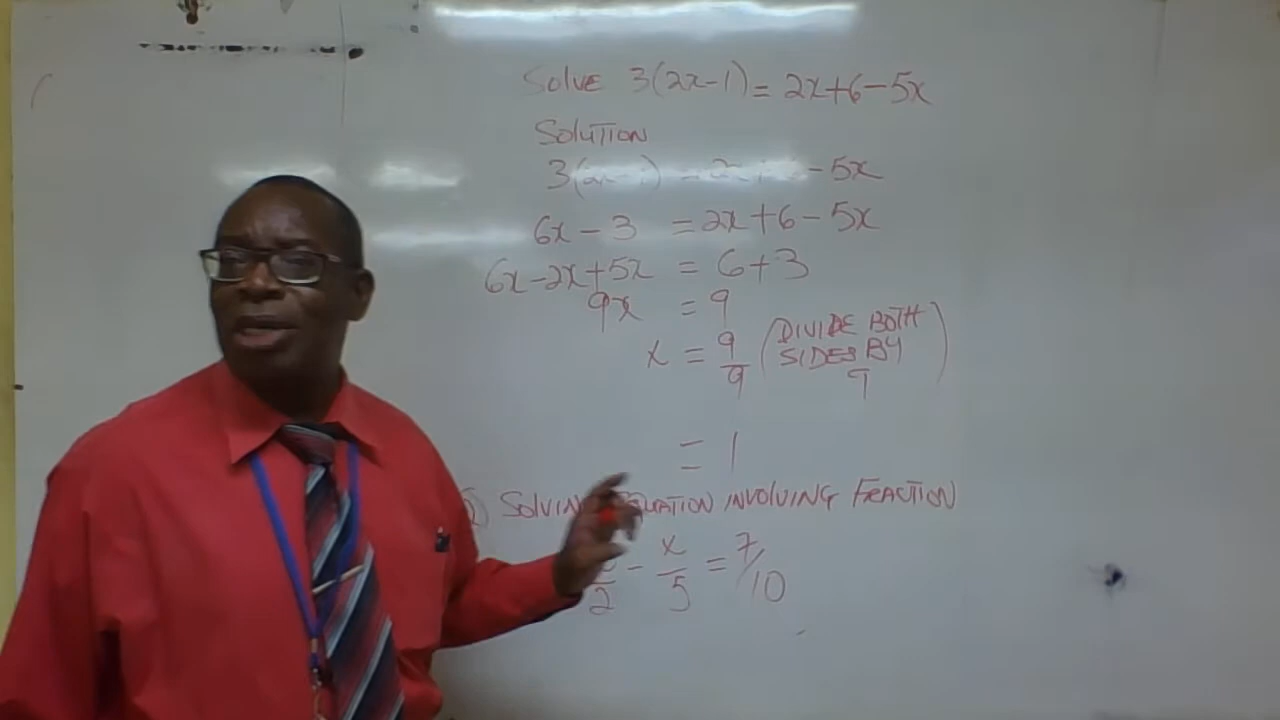 Solve 3(2x-1) = 2x+6-5x
Solution
3(2x-1) = 2x+6-5x
6x - 3 = 2x+6-5x
6x-2x+5x = 6+3
9x = 9
x = 9/9 (DIVIDE BOTH
SIDES BY
9)
= 1
SOLVING EQUATION INVOLVING FRACTION
/2 - x/5 = 7/10